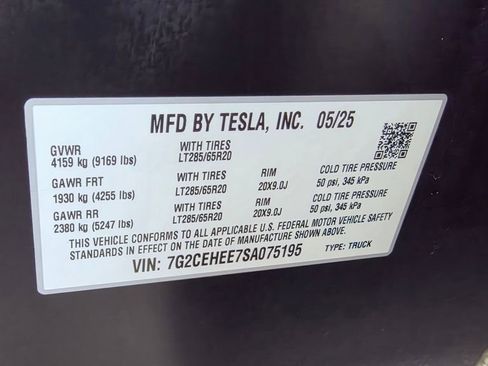 MFD BY TESLA, INC. 05/25
GVWR WITH TIRES
4159 kg (9169 lbs) LT285/65R20
GAWR FRT WITH TIRES RIM COLD TIRE PRESSURE
1930 kg (4255 lbs) LT285/65R20 20X9.0J 50 psi, 345 kPa
GAWR RR WITH TIRES RIM COLD TIRE PRESSURE
2380 kg (5247 lbs) LT285/65R20 20X9.0J 50 psi, 345 kPa
THIS VEHICLE CONFORMS TO ALL APPLICABLE U.S. FEDERAL MOTOR VEHICLE SAFETY
STANDARDS IN EFFECT ON THE DATE OF MANUFACTURE SHOWN ABOVE.
VIN: 7G2CEHEE7SA075195 TYPE: TRUCK